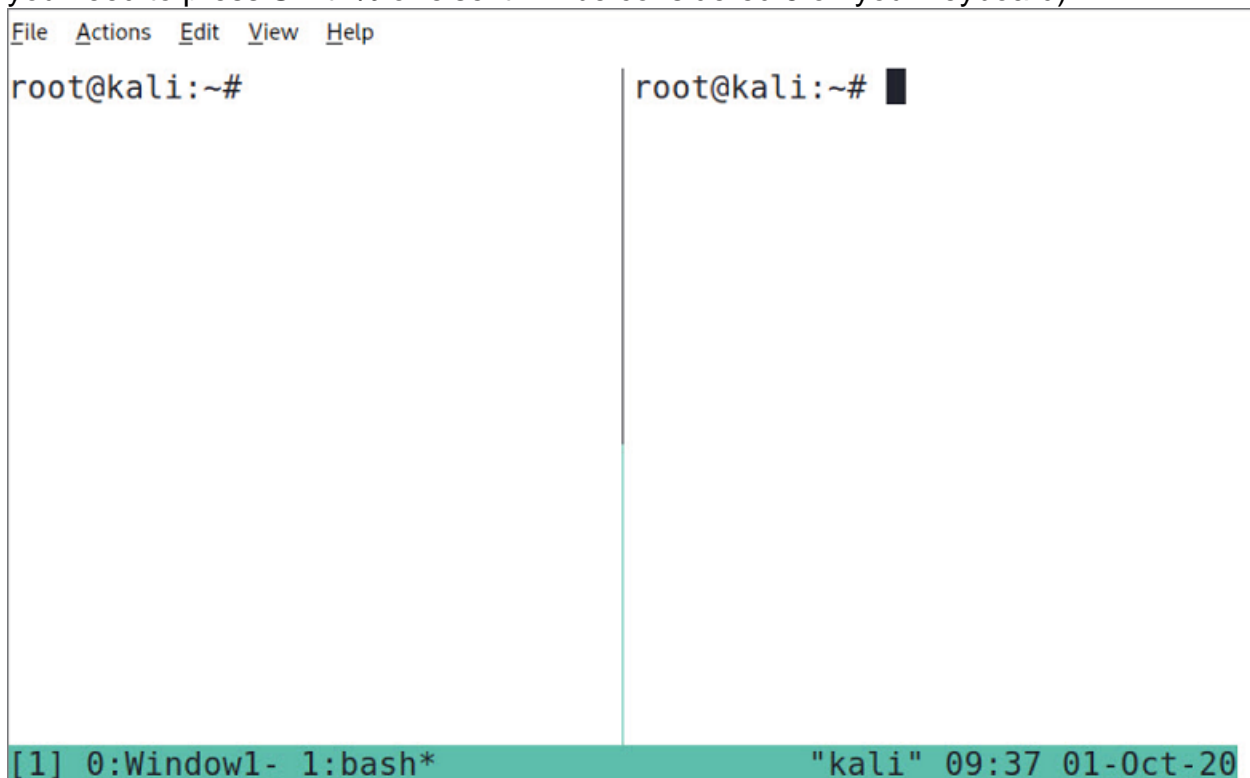 File Actions Edit View Help
root@kali:~# root@kali:~#
[1] 0:Window1- 1:bash* "kali" 09:37 01-Oct-20